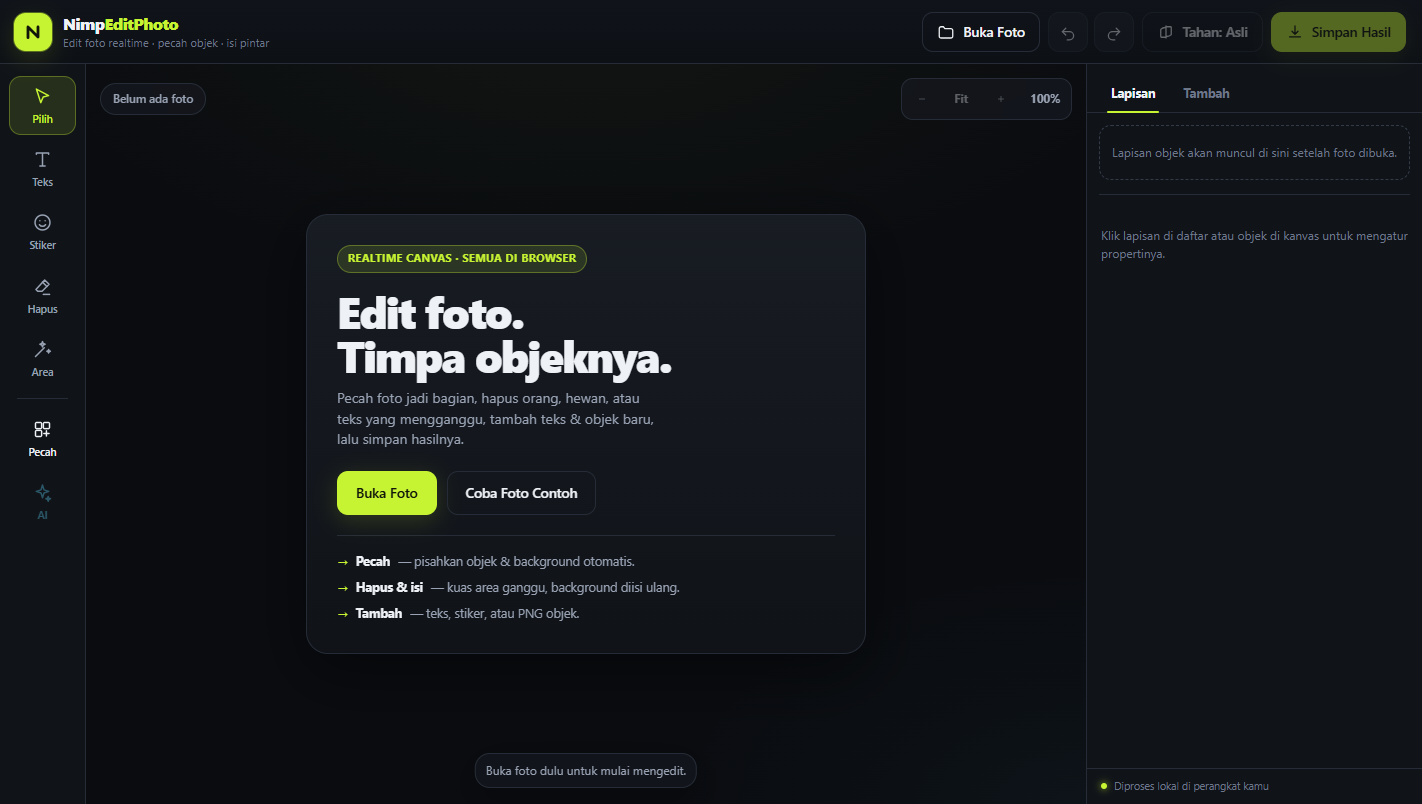 N
NimpEditPhoto
Edit foto realtime · pecah objek · isi pintar
Buka Foto
Tahan: Asli
Simpan Hasil
Pilih
Teks
Stiker
Hapus
Area
Pecah
AI
Belum ada foto
− Fit + 100%
REALTIME CANVAS · SEMUA DI BROWSER
Edit foto.
Timpa objeknya.
Pecah foto jadi bagian, hapus orang, hewan, atau
teks yang mengganggu, tambah teks & objek baru,
lalu simpan hasilnya.
Buka Foto
Coba Foto Contoh
→ Pecah — pisahkan objek & background otomatis.
→ Hapus & isi — kuas area ganggu, background diisi ulang.
→ Tambah — teks, stiker, atau PNG objek.
Buka foto dulu untuk mulai mengedit.
Lapisan
Tambah
Lapisan objek akan muncul di sini setelah foto dibuka.
Klik lapisan di daftar atau objek di kanvas untuk mengatur
propertinya.
Diproses lokal di perangkat kamu